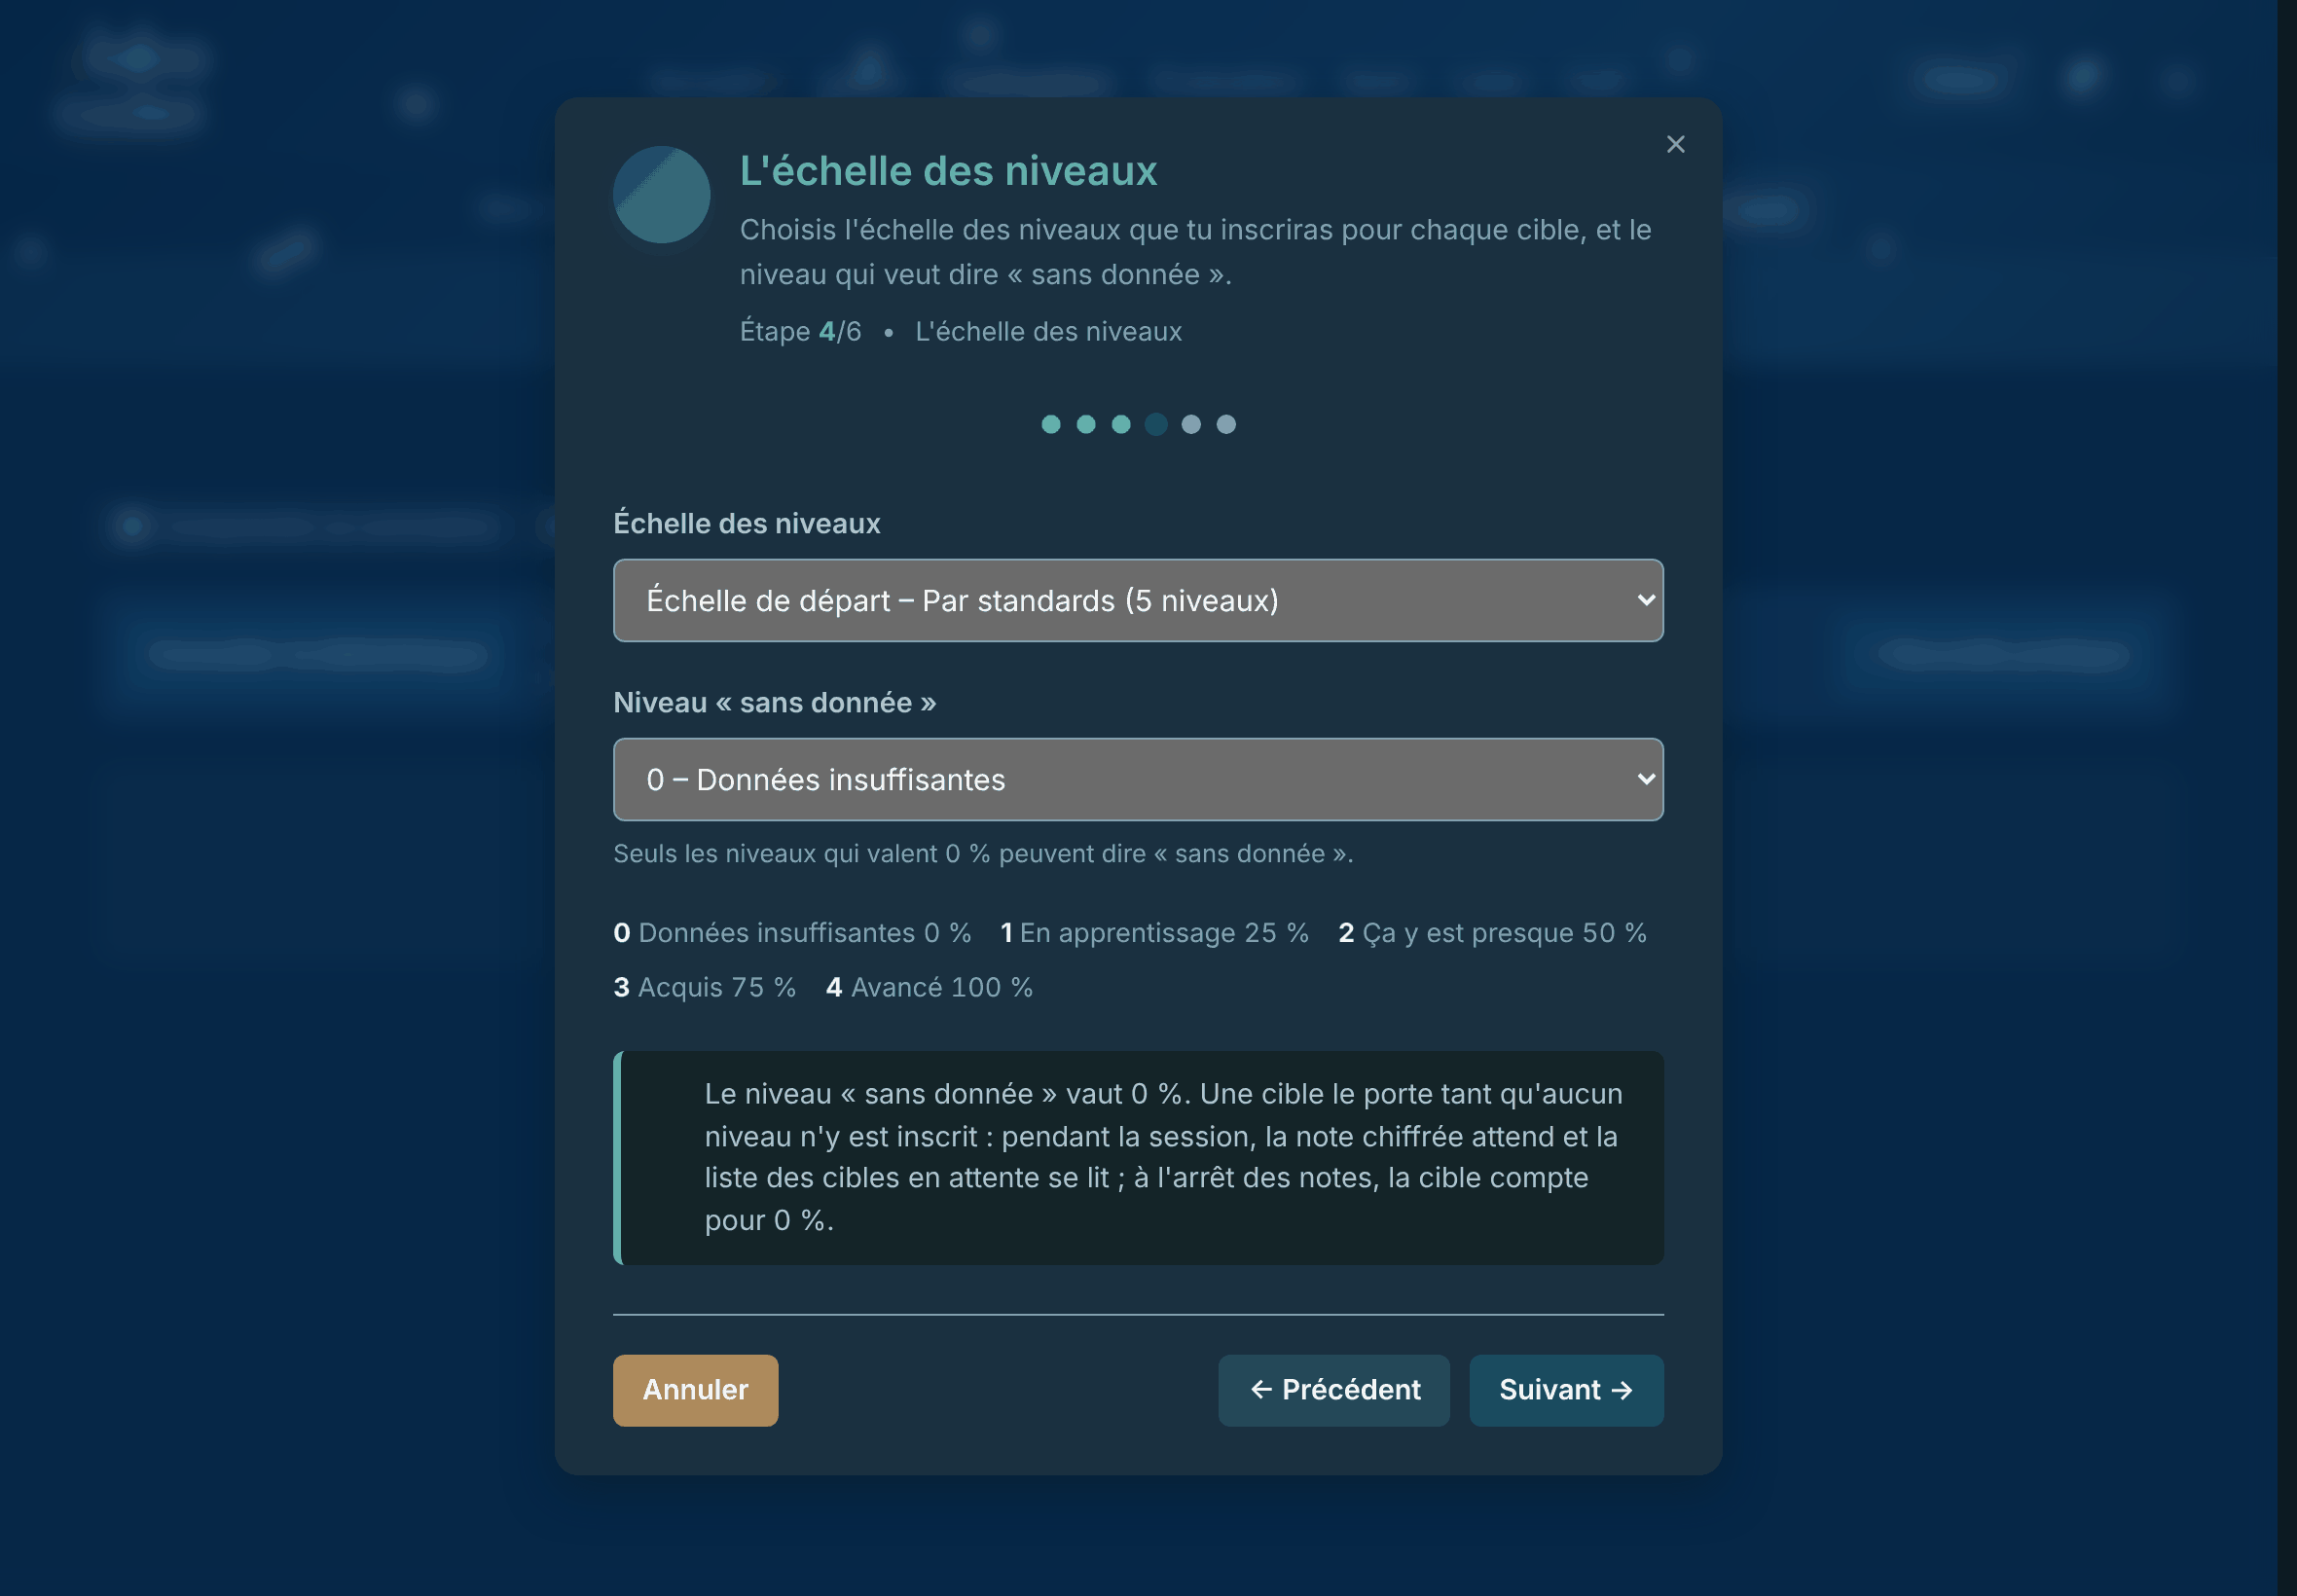 L'échelle des niveaux
Choisis l'échelle des niveaux que tu inscriras pour chaque cible, et le
niveau qui veut dire « sans donnée ».
Étape 4/6 • L'échelle des niveaux
Échelle des niveaux
Échelle de départ – Par standards (5 niveaux)
Niveau « sans donnée »
0 – Données insuffisantes
Seuls les niveaux qui valent 0 % peuvent dire « sans donnée ».
0 Données insuffisantes 0 % 1 En apprentissage 25 % 2 Ça y est presque 50 %
3 Acquis 75 % 4 Avancé 100 %
Le niveau « sans donnée » vaut 0 %. Une cible le porte tant qu'aucun
niveau n'y est inscrit : pendant la session, la note chiffrée attend et la
liste des cibles en attente se lit ; à l'arrêt des notes, la cible compte
pour 0 %.
Annuler
← Précédent
Suivant →